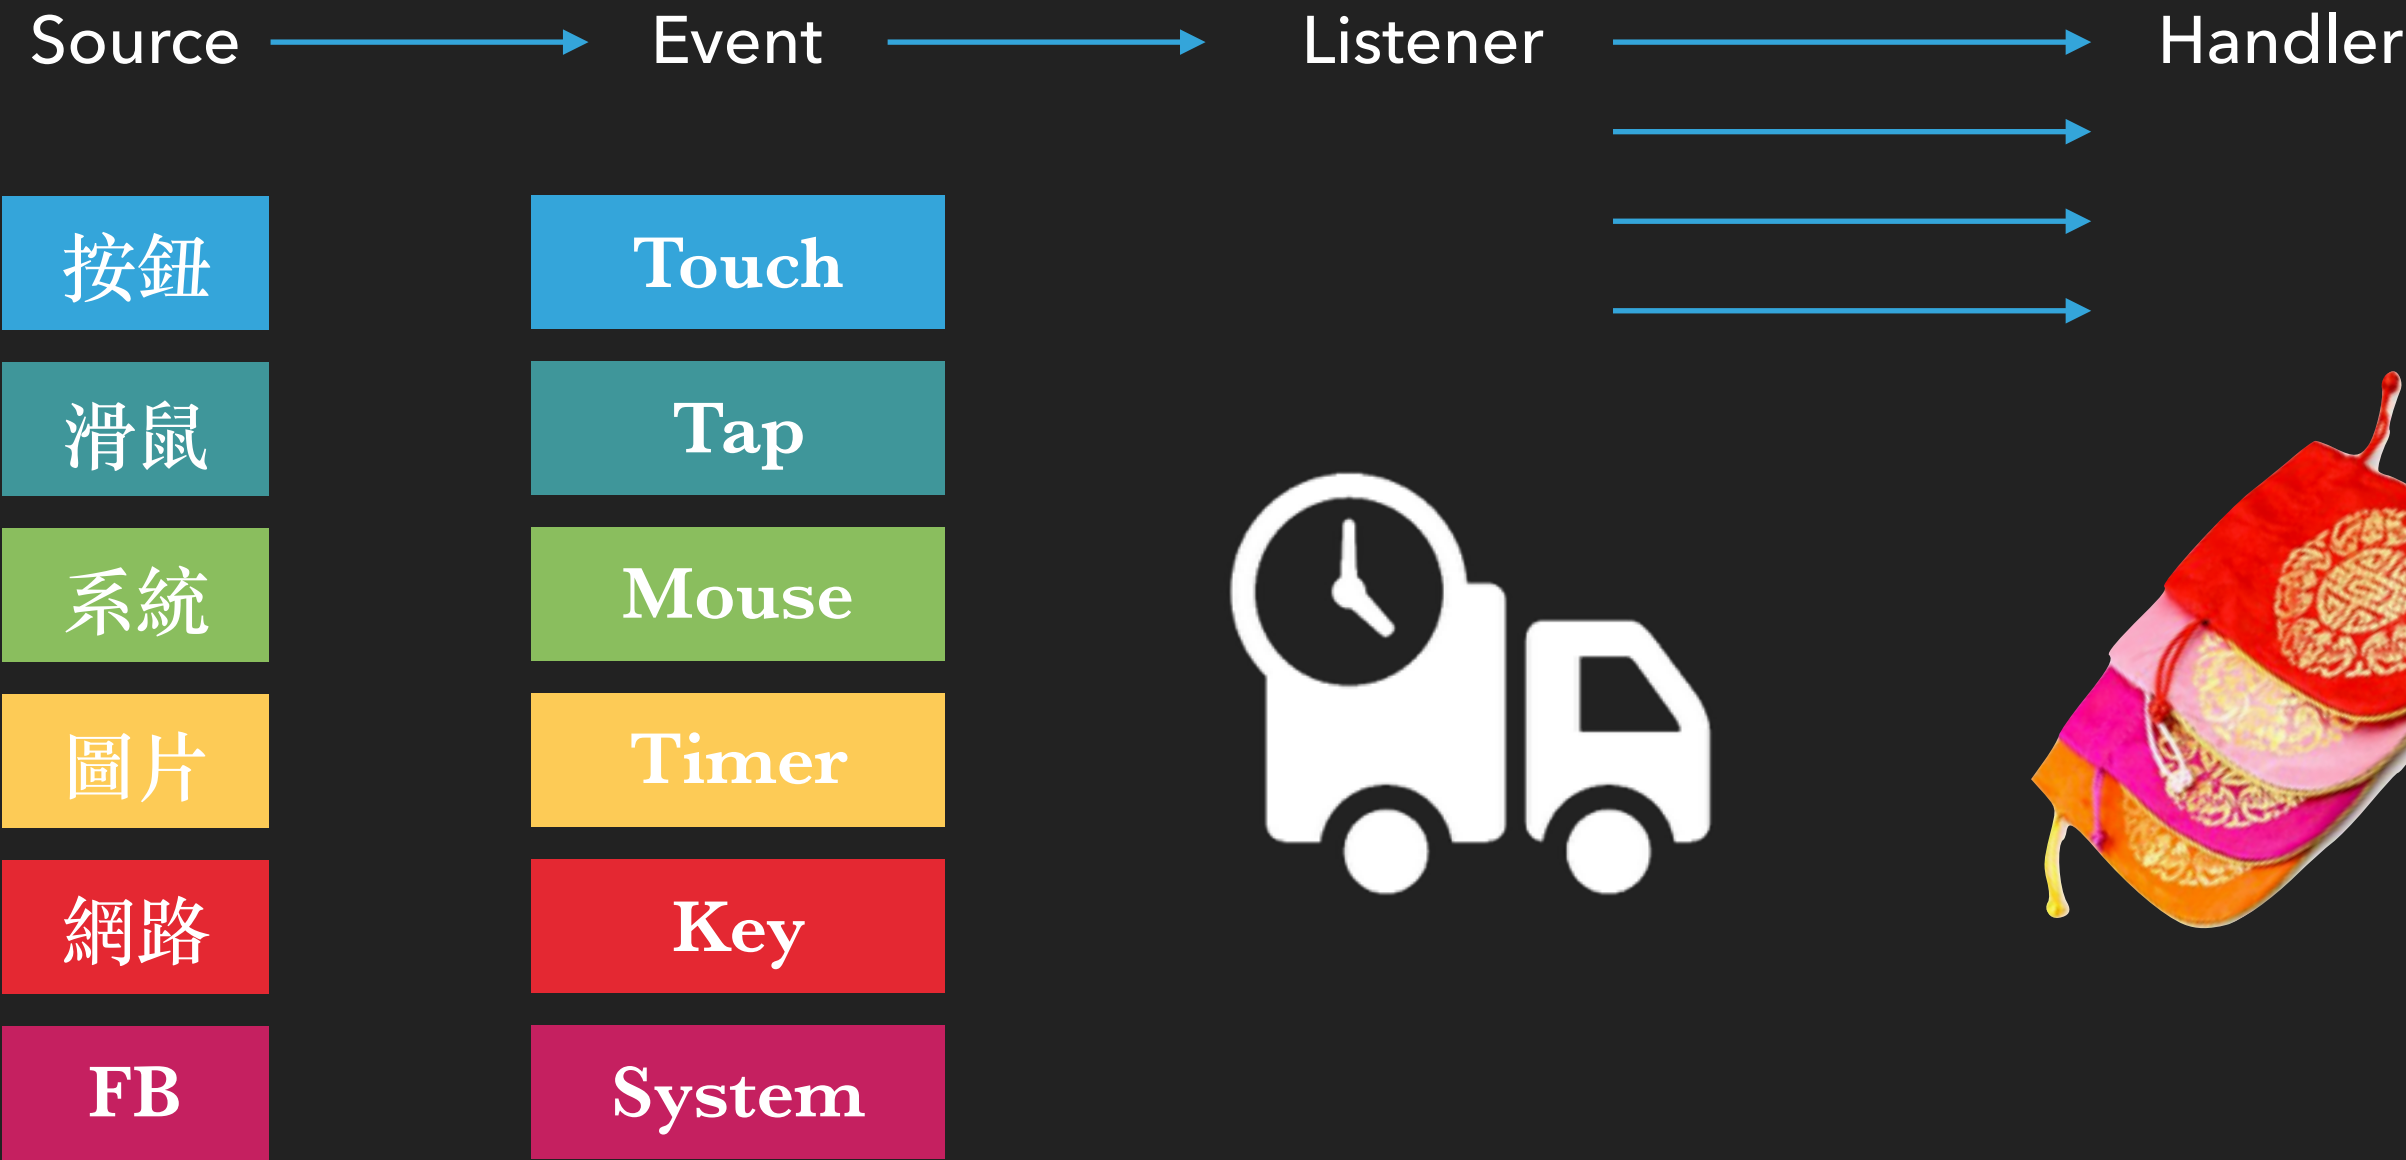 Source
Event
Listener
Handler
按鈕
滑鼠
系統
圖片
網路
FB
Touch
Tap
Mouse
Timer
Key
System